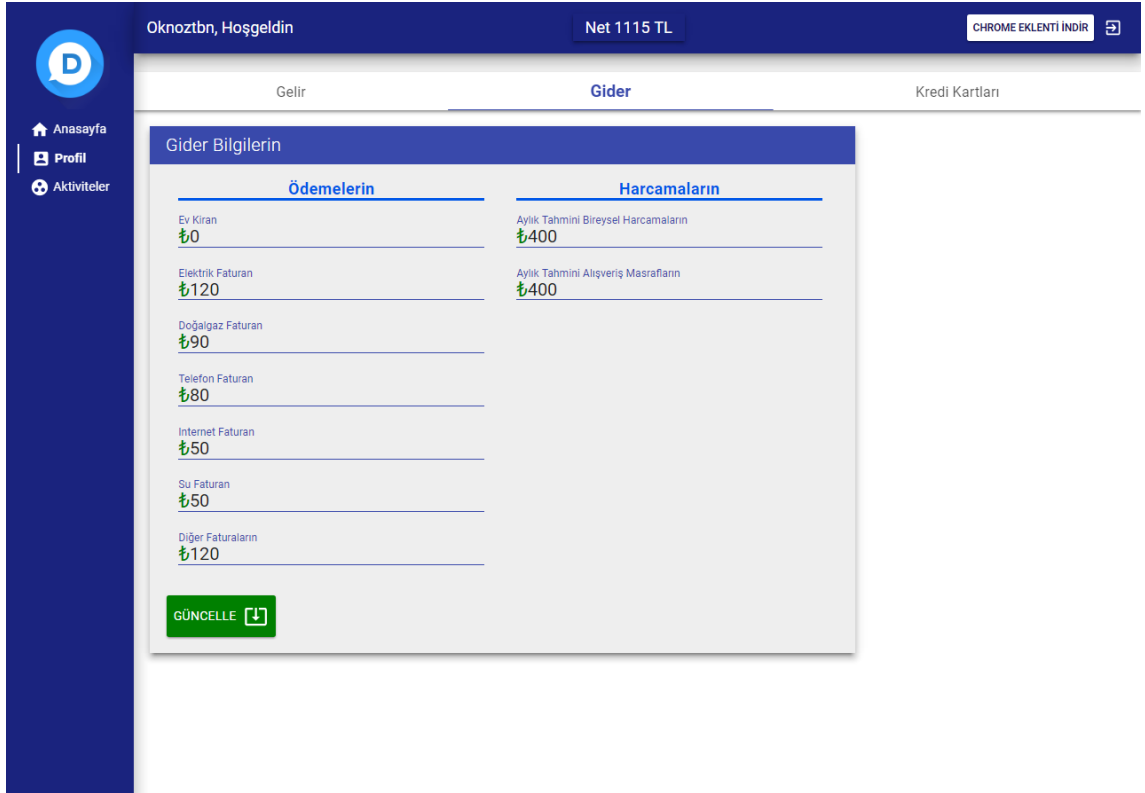 D
Oknoztbn, Hoşgeldin
Net 1115 TL
CHROME EKLENTİ İNDİR
Anasayfa
Profil
Aktiviteler
Gelir
Gider
Kredi Kartları
Gider Bilgilerin
Ödemelerin
Ev Kiran
₺0
Elektrik Faturan
₺120
Doğalgaz Faturan
₺90
Telefon Faturan
₺80
Internet Faturan
₺50
Su Faturan
₺50
Diğer Faturaların
₺120
Harcamaların
Aylık Tahmini Bireysel Harcamaların
₺400
Aylık Tahmini Alışveriş Masrafların
₺400
GÜNCELLE